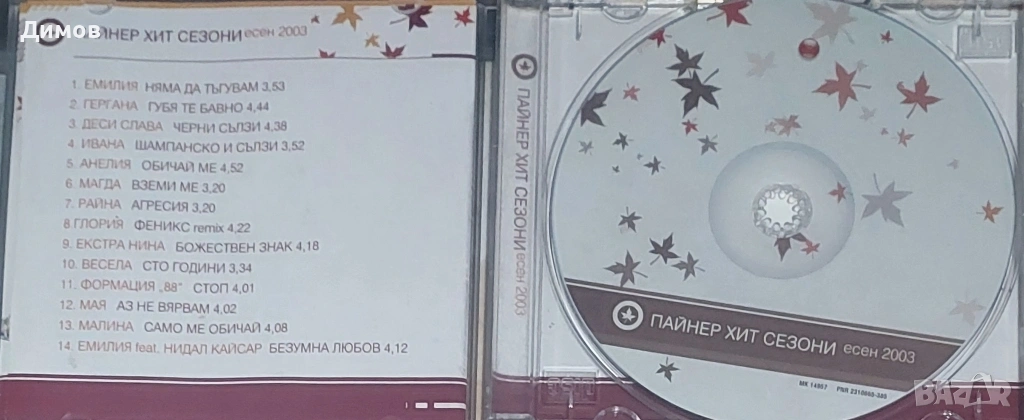 Димов
ПАЙНЕР ХИТ СЕЗОНИ есен 2003
1. ЕМИЛИЯ НЯМА ДА ТЪГУВАМ 3,53
2. ГЕРГАНА ГУБЯ ТЕ БАВНО 4,44
3. ДЕСИ СЛАВА ЧЕРНИ СЪЛЗИ 4,38
4. ИВАНА ШАМПАНСКО И СЪЛЗИ 3,52
5. АНЕЛИЯ ОБИЧАЙ МЕ 4,52
6. МАГДА ВЗЕМИ МЕ 3,20
7. РАЙНА АГРЕСИЯ 3,20
8 ГЛОРИЯ ФЕНИКС remix 4,22
9. ЕКСТРА НИНА БОЖЕСТВЕН ЗНАК 4,18
10. ВЕСЕЛА СТО ГОДИНИ 3,34
11. ФОРМАЦИЯ „88“ СТОП 4,01
12. МАЯ АЗ НЕ ВЯРВАМ 4,02
13. МАЛИНА САМО МЕ ОБИЧАЙ 4,08
14. ЕМИЛИЯ feat. НИДАЛ КАЙСАР БЕЗУМНА ЛЮБОВ 4,12
ПАЙНЕР ХИТ СЕЗОНИ есен 2003
ПАЙНЕР ХИТ СЕЗОНИ есен 2003
BAZAR